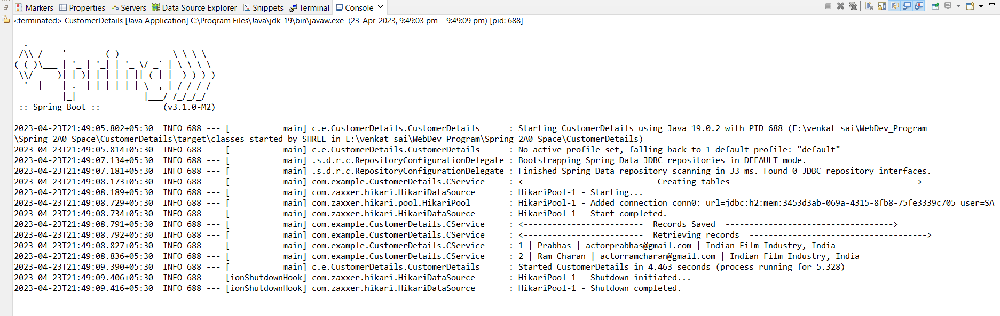 Markers Properties Servers Data Source Explorer Snippets Terminal Console
<terminated> CustomerDetails [Java Application] C:\Program Files\Java\jdk-19\bin\javaw.exe (23-Apr-2023, 9:49:03 pm – 9:49:09 pm) [pid: 688]
  .   ____          _            __ _ _
 /\\ / ___'_ __ _ _(_)_ __  __ _ \ \ \ \
( ( )\___ | '_ | '_| | '_ \/ _` | \ \ \ \
 \\/  ___)| |_)| | | | | || (_| |  ) ) ) )
  '  |____| .__|_| |_|_| |_\__, | / / / /
 =========|_|==============|___/=/_/_/_/
 :: Spring Boot ::             (v3.1.0-M2)
2023-04-23T21:49:05.802+05:30  INFO 688 --- [           main] c.e.CustomerDetails.CustomerDetails      : Starting CustomerDetails using Java 19.0.2 with PID 688 (E:\venkat sai\WebDev_Program
\Spring_2A0_Space\CustomerDetails\target\classes started by SHREE in E:\venkat sai\WebDev_Program\Spring_2A0_Space\CustomerDetails)
2023-04-23T21:49:05.814+05:30  INFO 688 --- [           main] c.e.CustomerDetails.CustomerDetails      : No active profile set, falling back to 1 default profile: "default"
2023-04-23T21:49:07.134+05:30  INFO 688 --- [           main] .s.d.r.c.RepositoryConfigurationDelegate : Bootstrapping Spring Data JDBC repositories in DEFAULT mode.
2023-04-23T21:49:07.181+05:30  INFO 688 --- [           main] .s.d.r.c.RepositoryConfigurationDelegate : Finished Spring Data repository scanning in 33 ms. Found 0 JDBC repository interfaces.
2023-04-23T21:49:08.173+05:30  INFO 688 --- [           main] com.example.CustomerDetails.CService     : <--------------------------  Creating tables -------------------------------------->
2023-04-23T21:49:08.189+05:30  INFO 688 --- [           main] com.zaxxer.hikari.HikariDataSource       : HikariPool-1 - Starting...
2023-04-23T21:49:08.729+05:30  INFO 688 --- [           main] com.zaxxer.hikari.pool.HikariPool        : HikariPool-1 - Added connection conn0: url=jdbc:h2:mem:3453d3ab-069a-4315-8fb8-75fe3339c705 user=SA
2023-04-23T21:49:08.734+05:30  INFO 688 --- [           main] com.zaxxer.hikari.HikariDataSource       : HikariPool-1 - Start completed.
2023-04-23T21:49:08.791+05:30  INFO 688 --- [           main] com.example.CustomerDetails.CService     : <-------------------------  Records Saved  ----------------------------------->
2023-04-23T21:49:08.792+05:30  INFO 688 --- [           main] com.example.CustomerDetails.CService     : <-------------------------  Retrieving records  ------------------------------------->
2023-04-23T21:49:08.827+05:30  INFO 688 --- [           main] com.example.CustomerDetails.CService     : 1 | Prabhas | actorprabhas@gmail.com | Indian Film Industry, India
2023-04-23T21:49:08.836+05:30  INFO 688 --- [           main] com.example.CustomerDetails.CService     : 2 | Ram Charan | actorramcharan@gmail.com | Indian Film Industry, India
2023-04-23T21:49:09.390+05:30  INFO 688 --- [           main] c.e.CustomerDetails.CustomerDetails      : Started CustomerDetails in 4.463 seconds (process running for 5.328)
2023-04-23T21:49:09.406+05:30  INFO 688 --- [ionShutdownHook] com.zaxxer.hikari.HikariDataSource       : HikariPool-1 - Shutdown initiated...
2023-04-23T21:49:09.416+05:30  INFO 688 --- [ionShutdownHook] com.zaxxer.hikari.HikariDataSource       : HikariPool-1 - Shutdown completed.